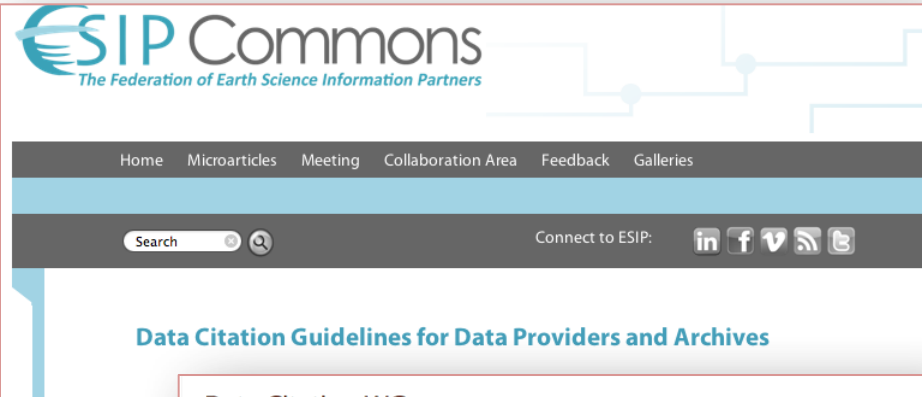 ESIP Commons
The Federation of Earth Science Information Partners
Home Microarticles Meeting Collaboration Area Feedback Galleries
Search Connect to ESIP:
Data Citation Guidelines for Data Providers and Archives